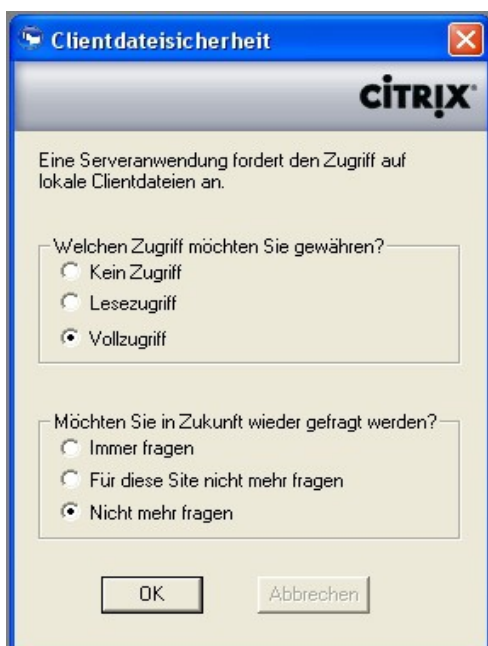 Clientdateisicherheit
CITRIX
Eine Serveranwendung fordert den Zugriff auf
lokale Clientdateien an.
Welchen Zugriff möchten Sie gewähren?
Kein Zugriff
Lesezugriff
Vollzugriff
Möchten Sie in Zukunft wieder gefragt werden?
Immer fragen
Für diese Site nicht mehr fragen
Nicht mehr fragen
OK Abbrechen